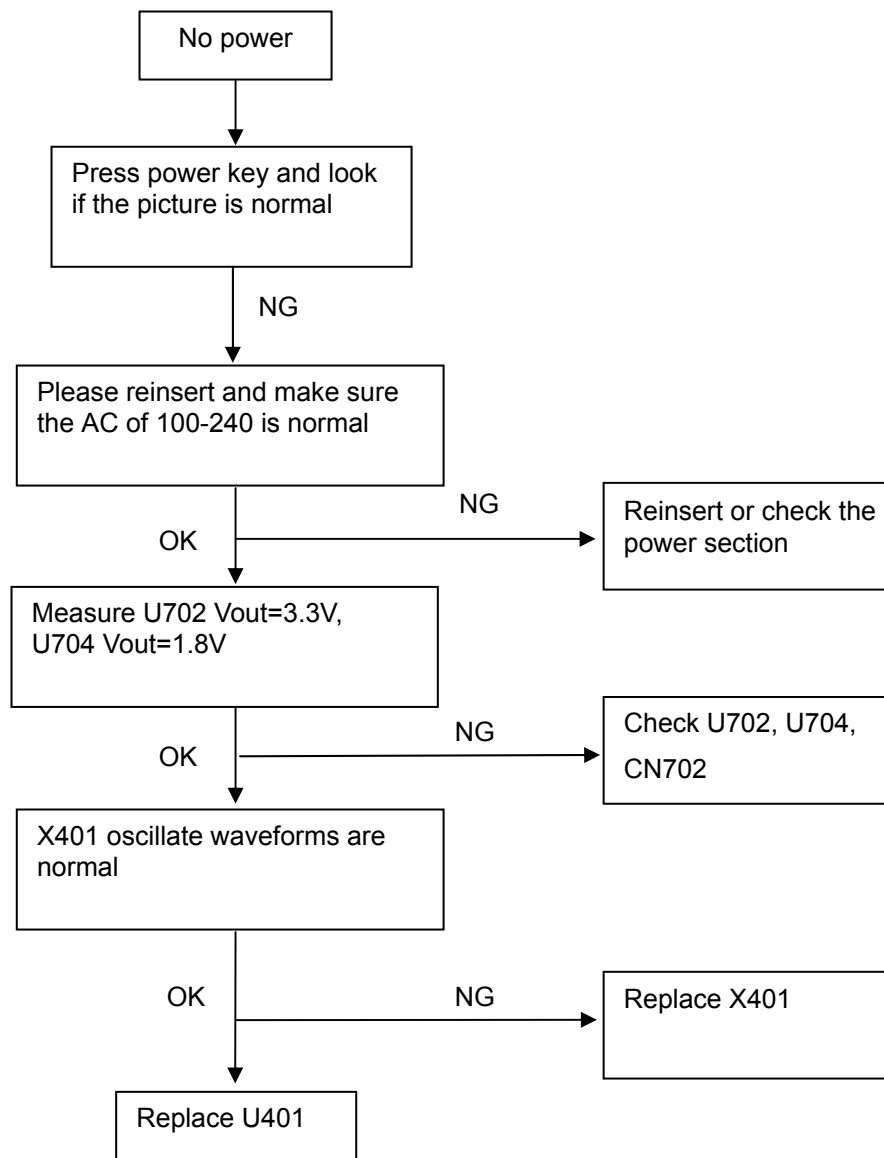 No power
Press power key and look
if the picture is normal
NG
Please reinsert and make sure
the AC of 100-240 is normal
NG
Reinsert or check the
power section
OK
Measure U702 Vout=3.3V,
U704 Vout=1.8V
NG
Check U702, U704,
CN702
OK
X401 oscillate waveforms are
normal
OK
NG
Replace X401
Replace U401